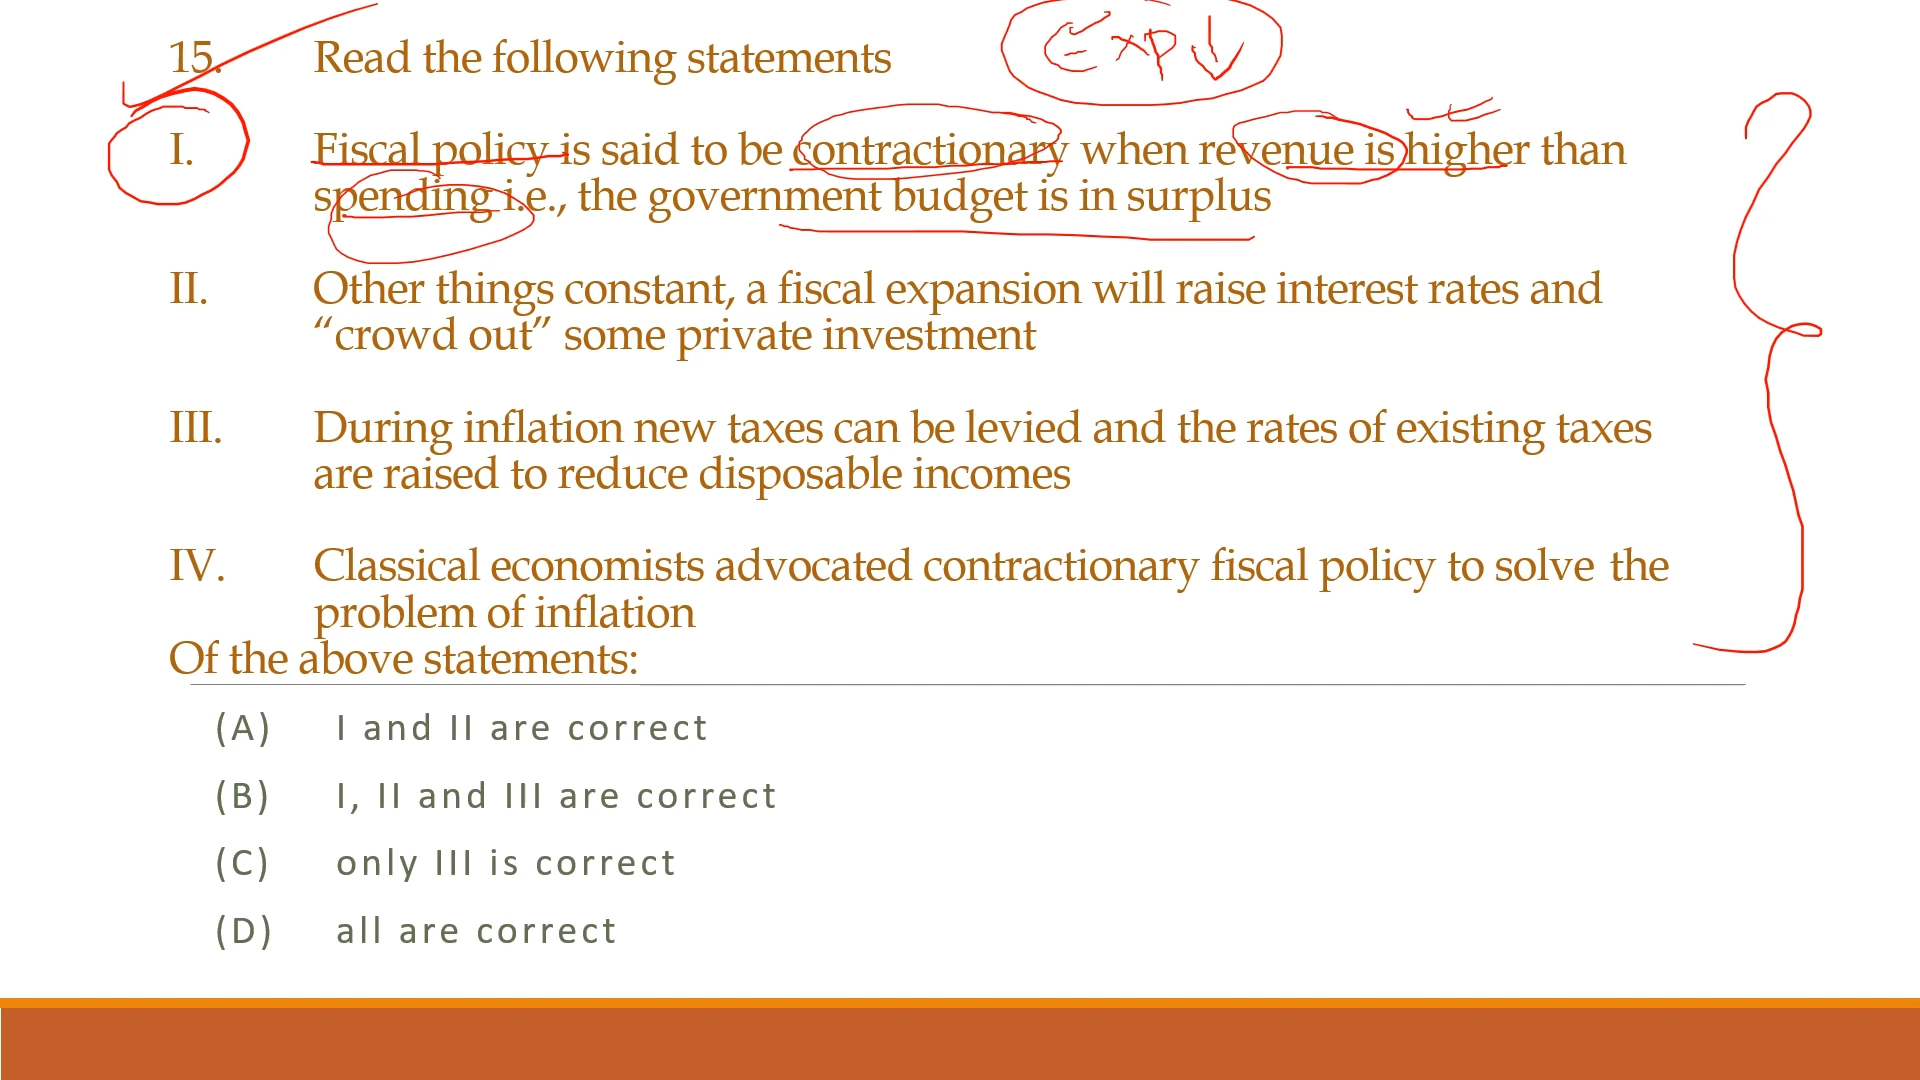 Exp↓
15. Read the following statements
I. Fiscal policy is said to be contractionary when revenue is higher than
spending i.e., the government budget is in surplus
II. Other things constant, a fiscal expansion will raise interest rates and
“crowd out” some private investment
III. During inflation new taxes can be levied and the rates of existing taxes
are raised to reduce disposable incomes
IV. Classical economists advocated contractionary fiscal policy to solve the
problem of inflation
Of the above statements:
(A) I and II are correct
(B) I, II and III are correct
(C) only III is correct
(D) all are correct